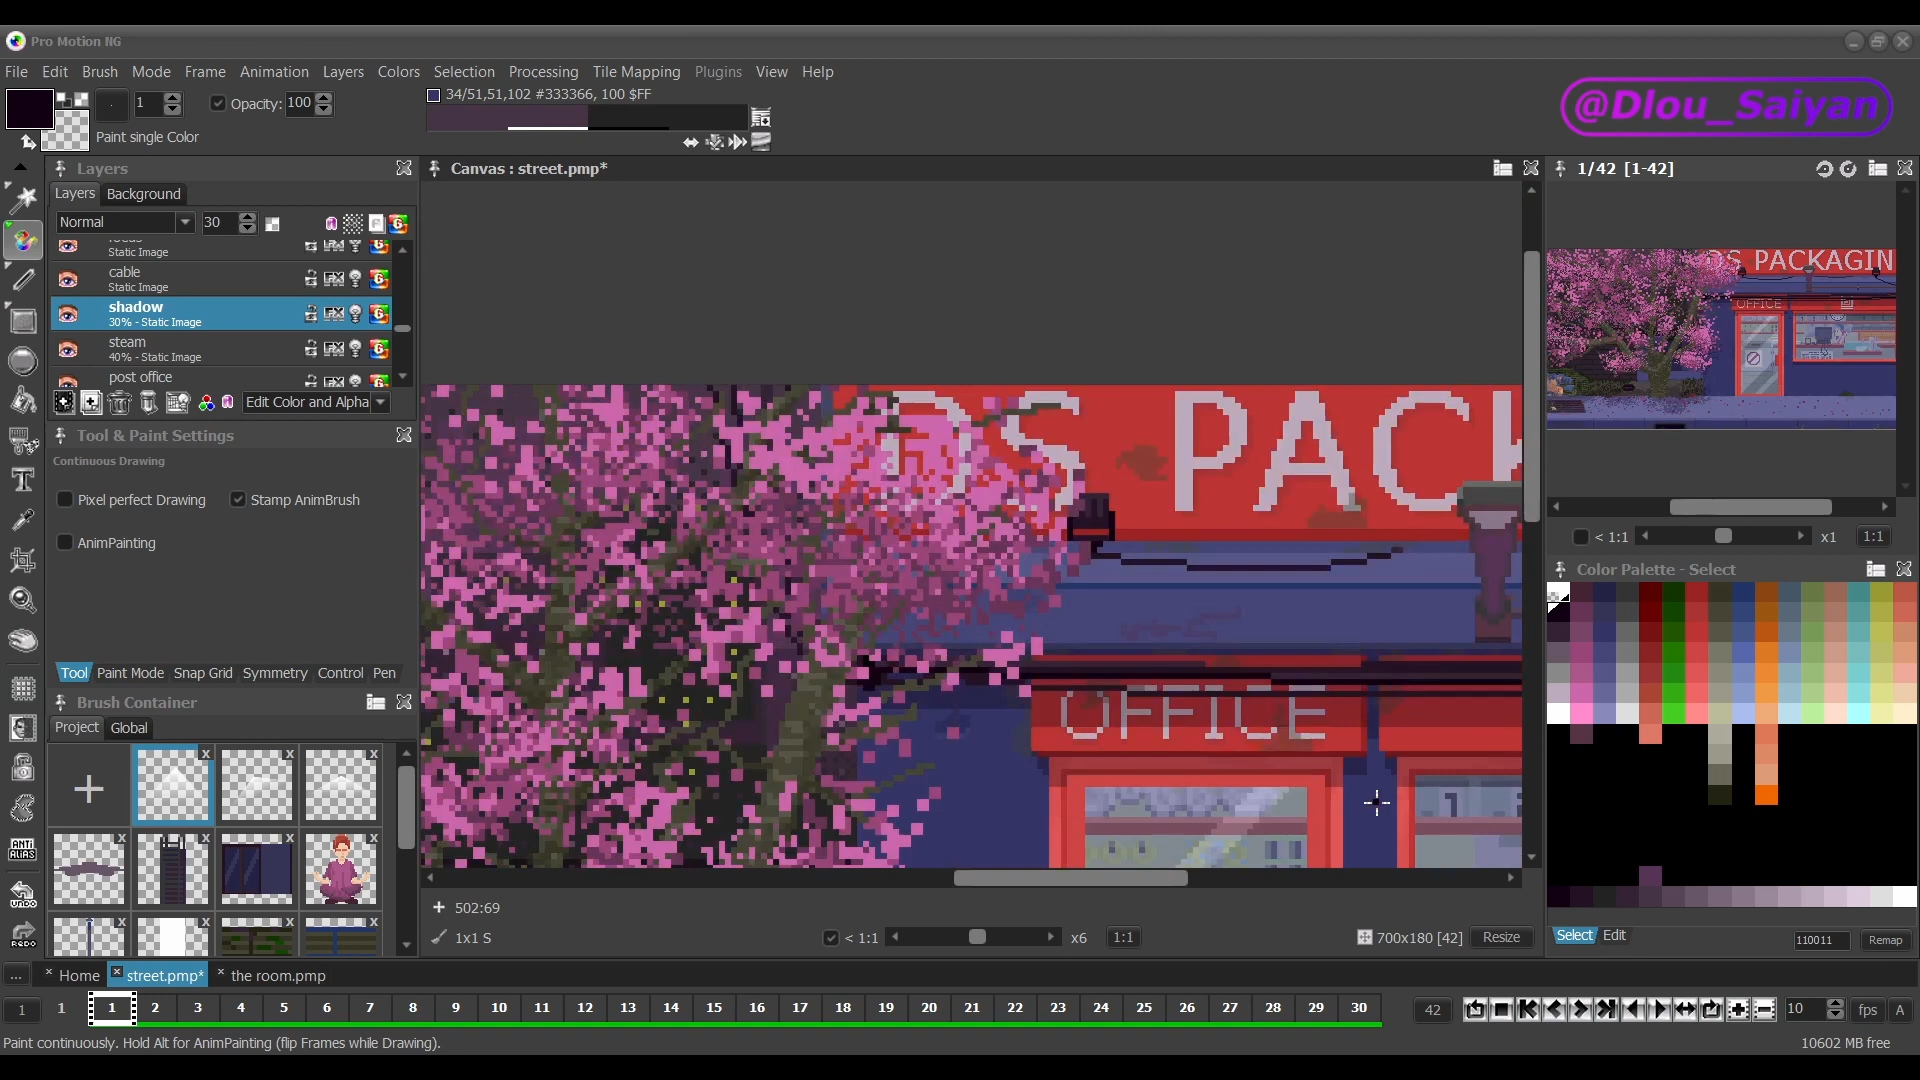 Pro Motion NG
File Edit Brush Mode Frame Animation Layers Colors Selection Processing Tile Mapping Plugins View Help
1 Opacity: 100
34/51,51,102 #333366, 100 $FF
Paint single Color
@Dlou_Saiyan
Layers
Layers Background
Normal 30
Static Image
cable
Static Image
shadow
30% - Static Image
steam
40% - Static Image
post office
Edit Color and Alpha
Tool & Paint Settings
Continuous Drawing
Pixel perfect Drawing Stamp AnimBrush
AnimPainting
Tool Paint Mode Snap Grid Symmetry Control Pen
Brush Container
Project Global
ANTI ALIAS
UNDO
REDO
Canvas : street.pmp*
DS PACK
OFFICE
1
502:69
1x1 S
< 1:1 x6 1:1
700x180 [42] Resize
1/42 [1-42]
DS PACKAGIN
OFFICE
< 1:1 x1 1:1
Color Palette - Select
Select Edit 110011 Remap
... Home street.pmp* the room.pmp
1 1 1 2 3 4 5 6 7 8 9 10 11 12 13 14 15 16 17 18 19 20 21 22 23 24 25 26 27 28 29 30 42 10 fps A
Paint continuously. Hold Alt for AnimPainting (flip Frames while Drawing).
10602 MB free